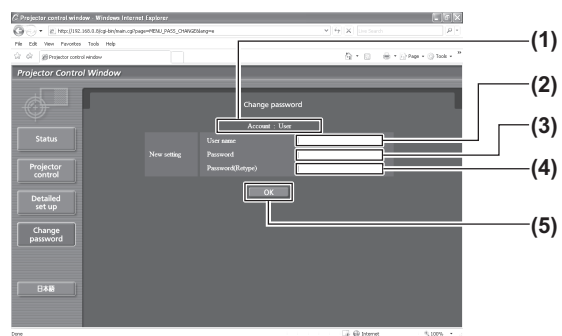 Projector control window - Windows Internet Explorer
http://192.168.0.8/cgi-bin/main.cgi?page=MENU_PASS_CHANGE&lang=e
Live Search
File Edit View Favorites Tools Help
Projector control window
Page Tools
Projector Control Window
Status
Projector control
Detailed set up
Change password
日本語
Change password
Account : User
New setting
User name
Password
Password(Retype)
OK
(1)
(2)
(3)
(4)
(5)
Done
Internet
100%